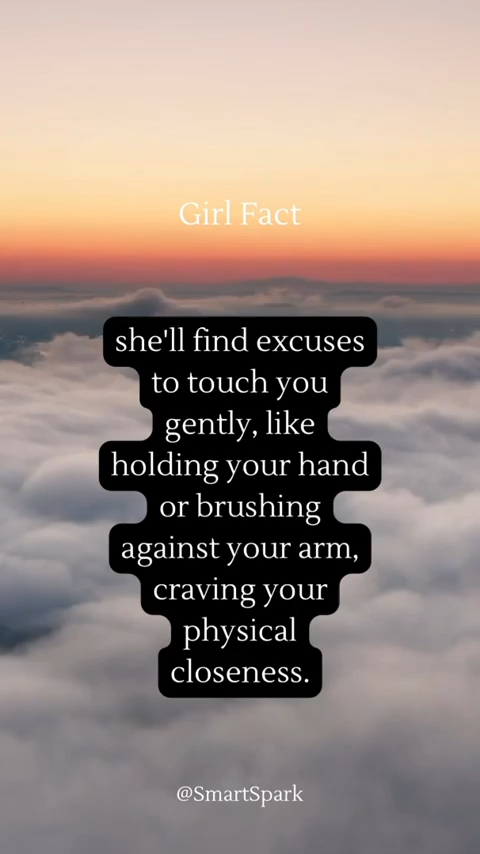 Girl Fact
she'll find excuses
to touch you
gently, like
holding your hand
or brushing
against your arm,
craving your
physical
closeness.
@SmartSpark